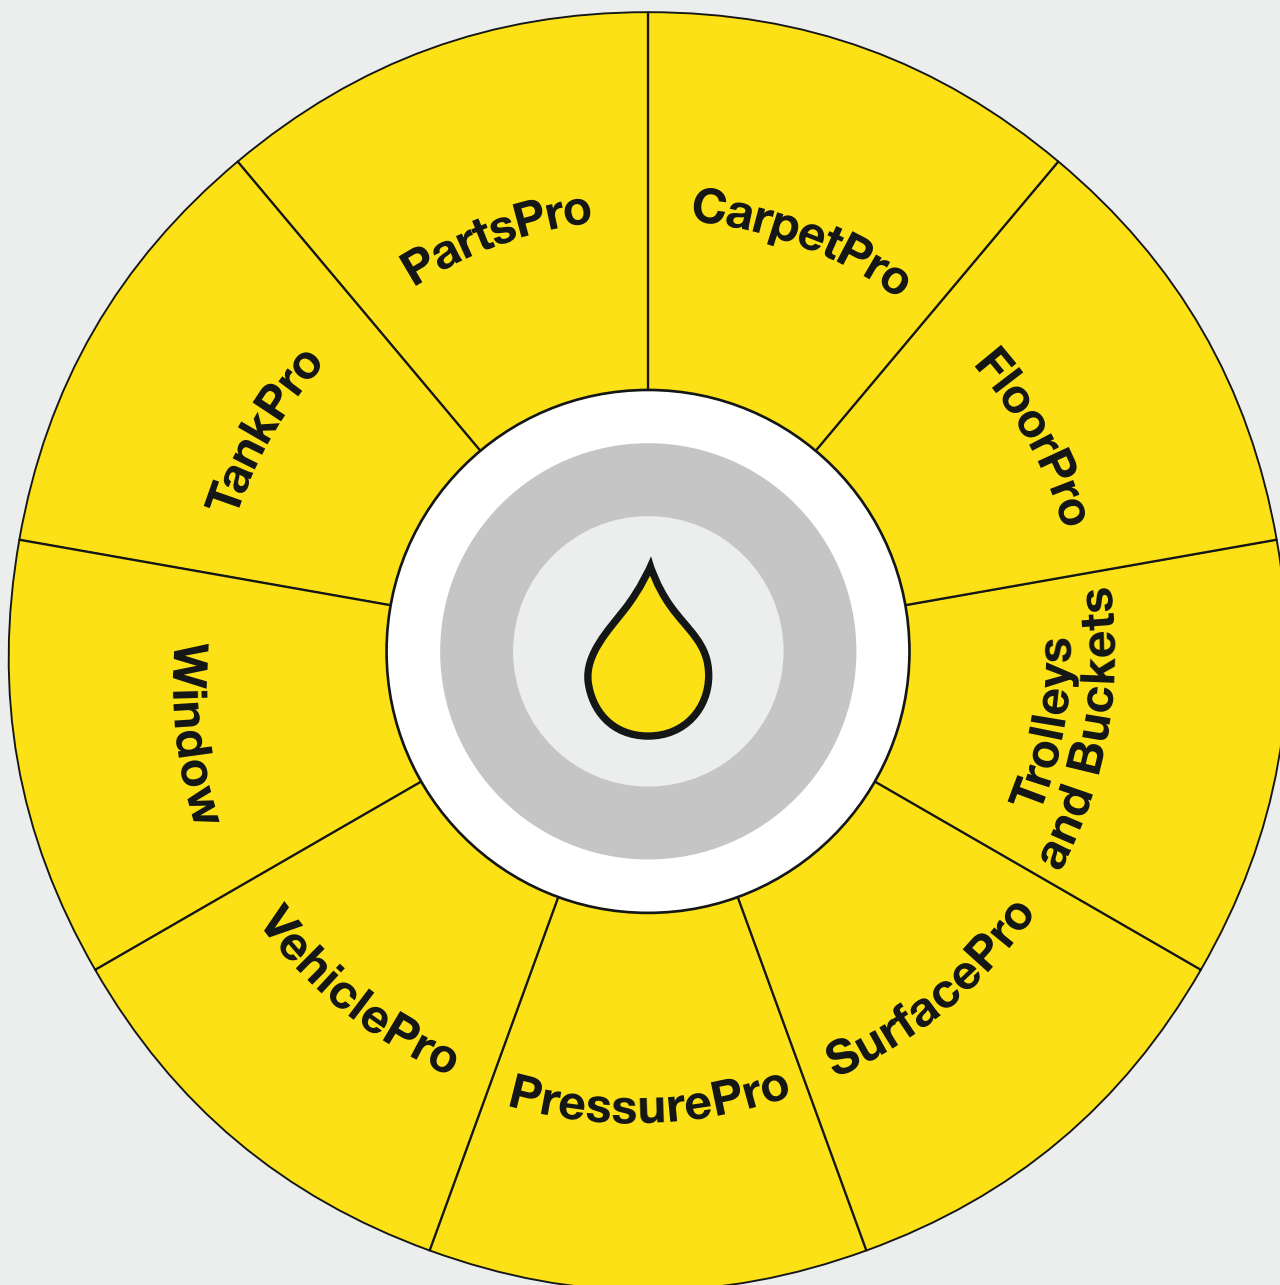 CarpetPro
FloorPro
Trolleys
and Buckets
SurfacePro
PressurePro
VehiclePro
Window
TankPro
PartsPro